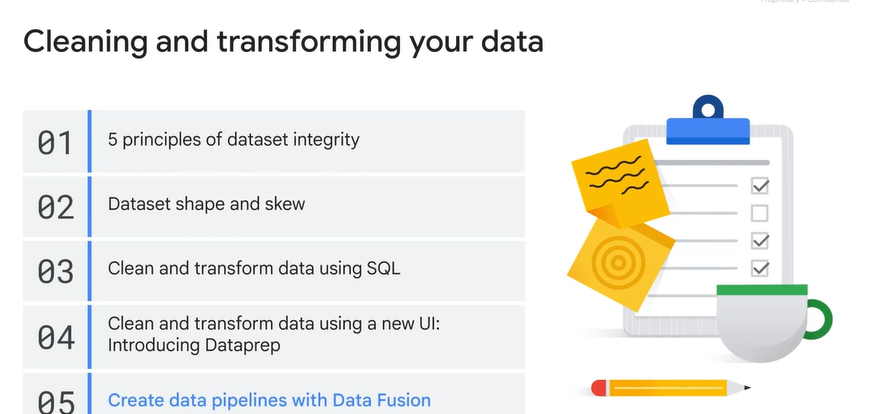 Proprietary + Confidential
Cleaning and transforming your data
01
5 principles of dataset integrity
02
Dataset shape and skew
03
Clean and transform data using SQL
04
Clean and transform data using a new UI:
Introducing Dataprep
05
Create data pipelines with Data Fusion